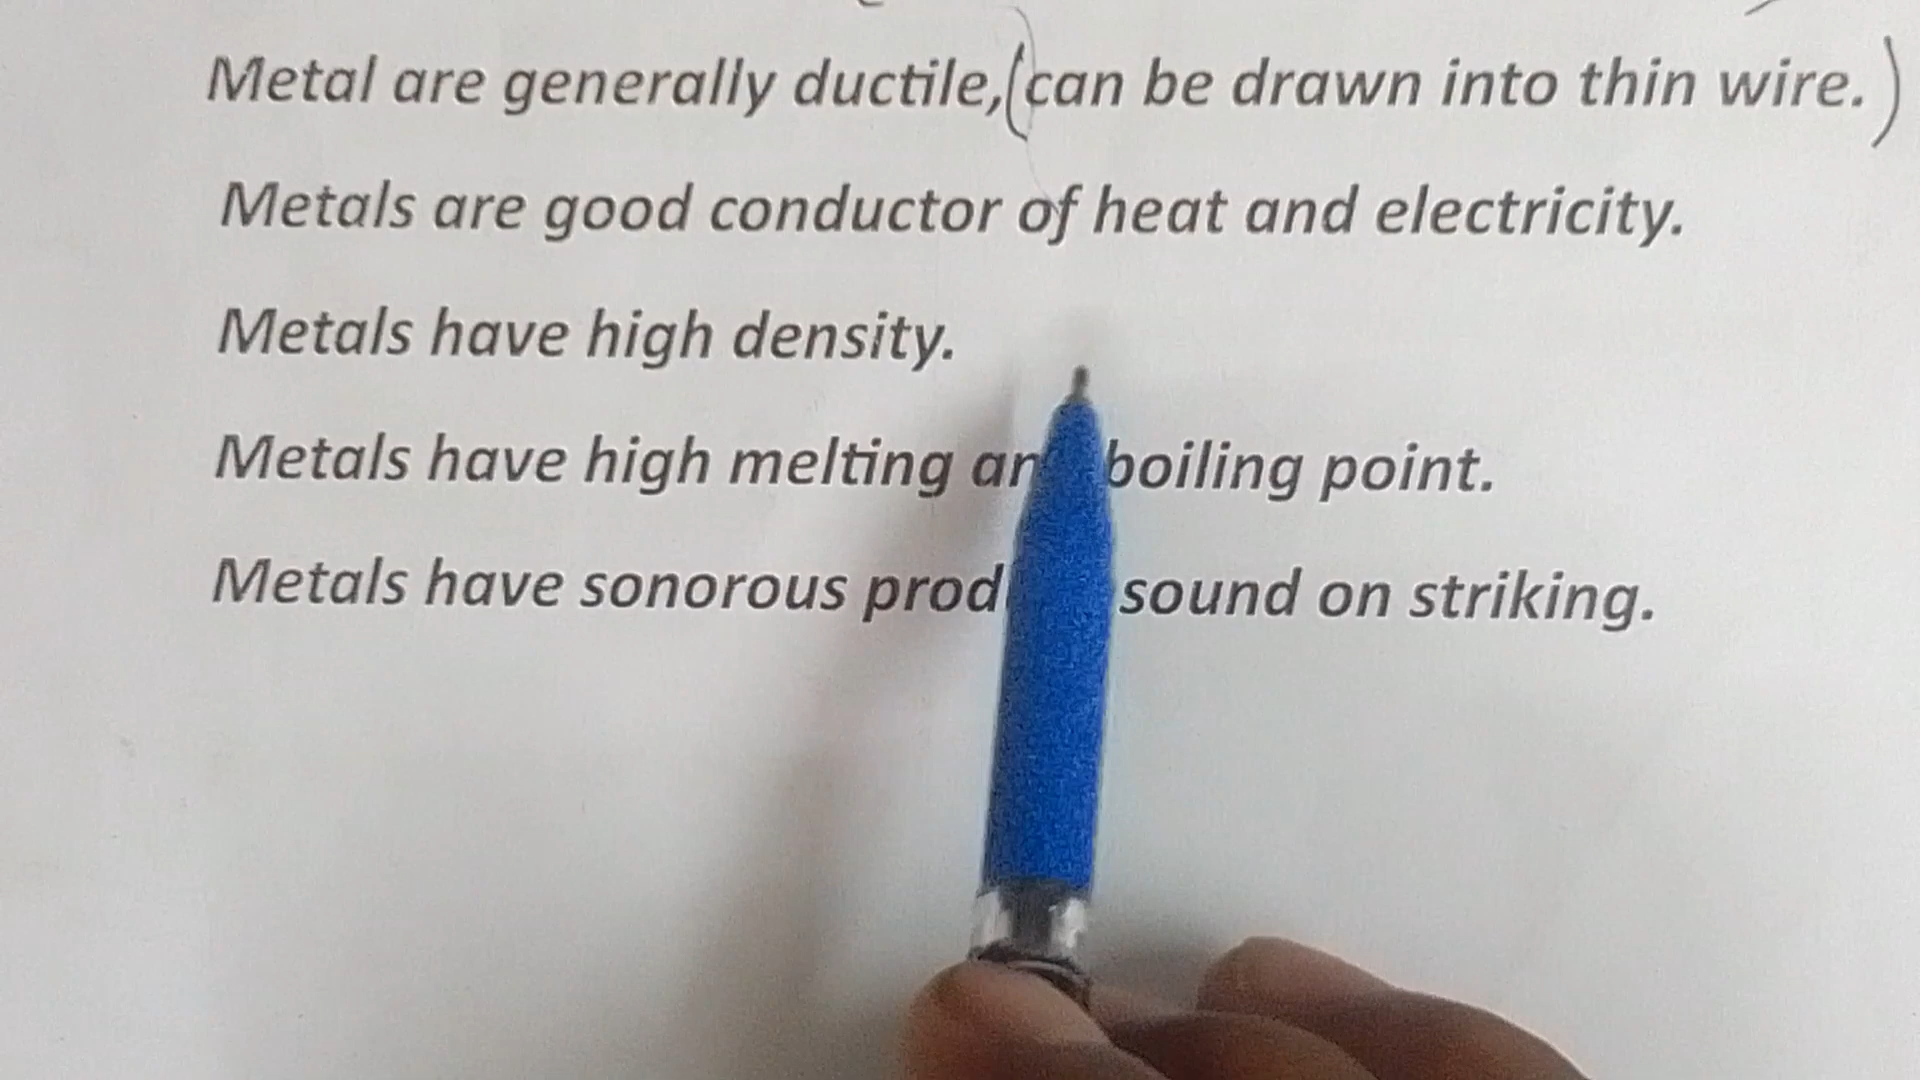 Metal are generally ductile,(can be drawn into thin wire.)
Metals are good conductor of heat and electricity.
Metals have high density.
Metals have high melting boiling point.
Metals have sonorous sound on striking.